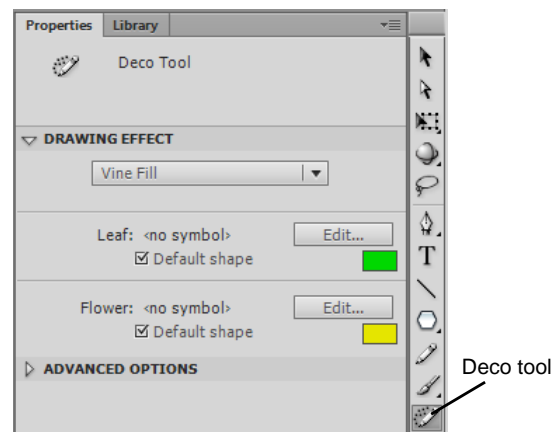 Properties Library
Deco Tool
DRAWING EFFECT
Vine Fill
Leaf: <no symbol> Edit...
Default shape
Flower: <no symbol> Edit...
Default shape
ADVANCED OPTIONS
T
Deco tool